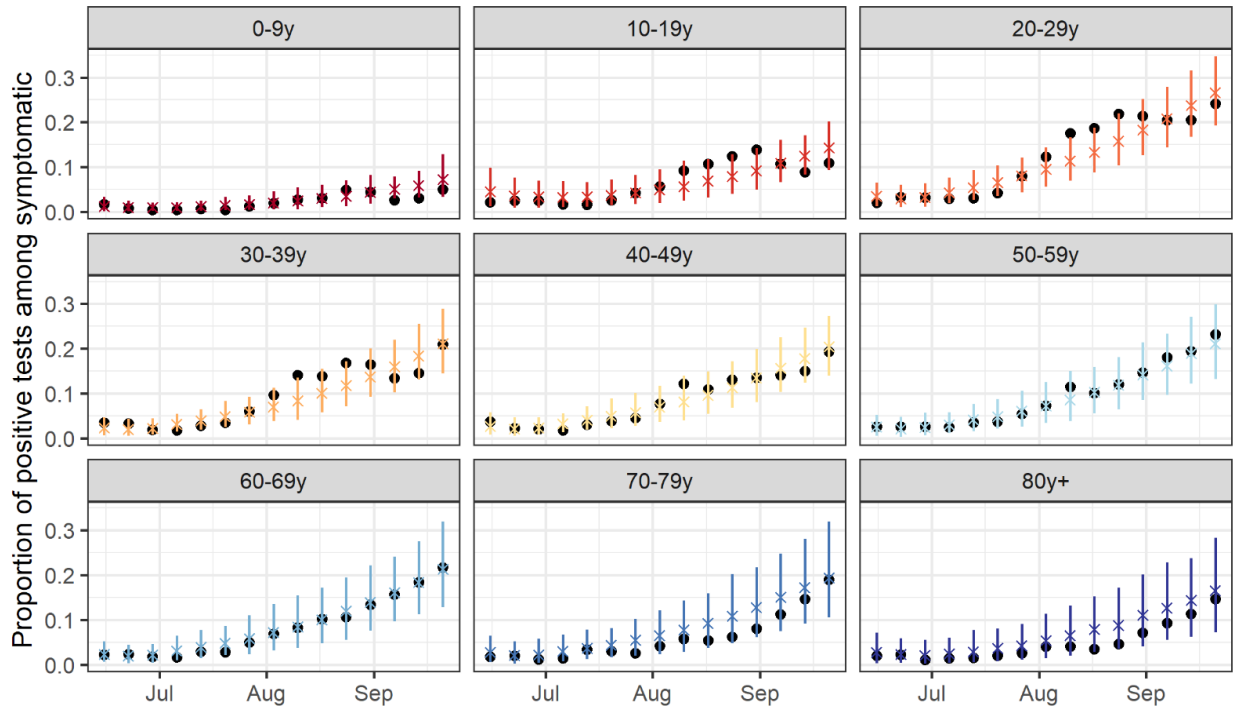 Proportion of positive tests among symptomatic
0-9y
10-19y
20-29y
0.3
0.2
0.1
0.0
30-39y
40-49y
50-59y
0.3
0.2
0.1
0.0
60-69y
70-79y
80y+
0.3
0.2
0.1
0.0
Jul Aug Sep
Jul Aug Sep
Jul Aug Sep